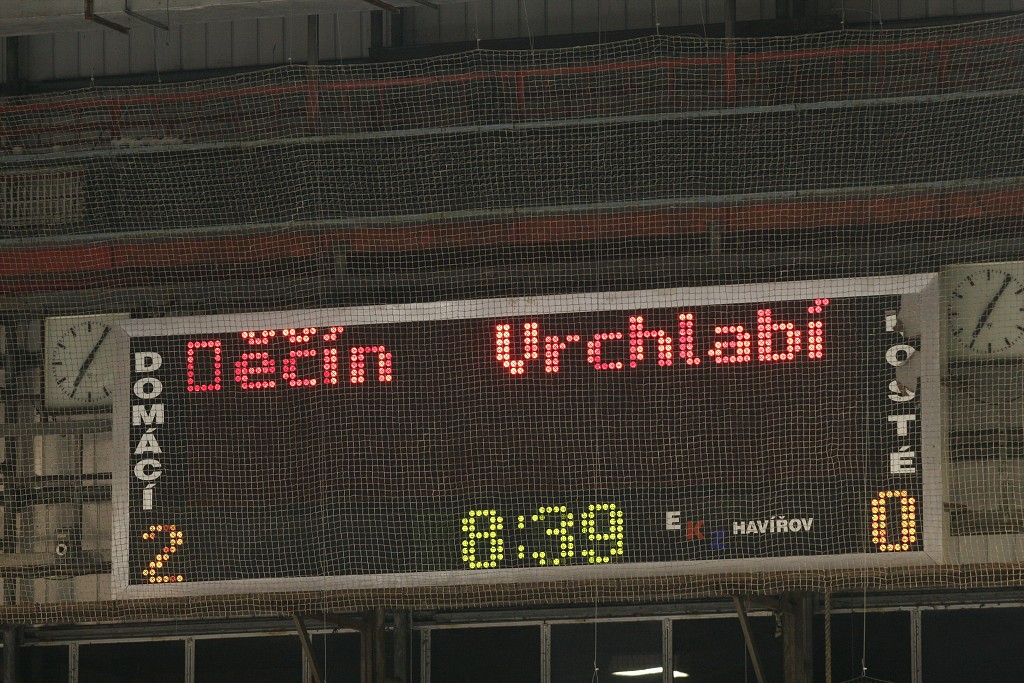 Děčín Vrchlabí
DOMÁCÍ
HOSTÉ
2
8:39
EKZ HAVÍŘOV
0